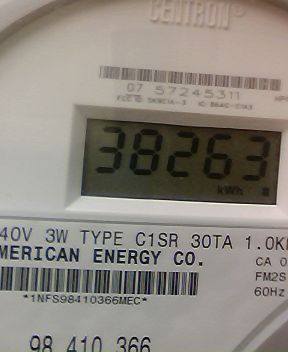 CENTRON®
07 57245311
38263
kWh
40V 3W TYPE C1SR 30TA 1.0K
MERICAN ENERGY CO.
CA 0
FM2S
60Hz
*1NFS98410366MEC*
98 410 366